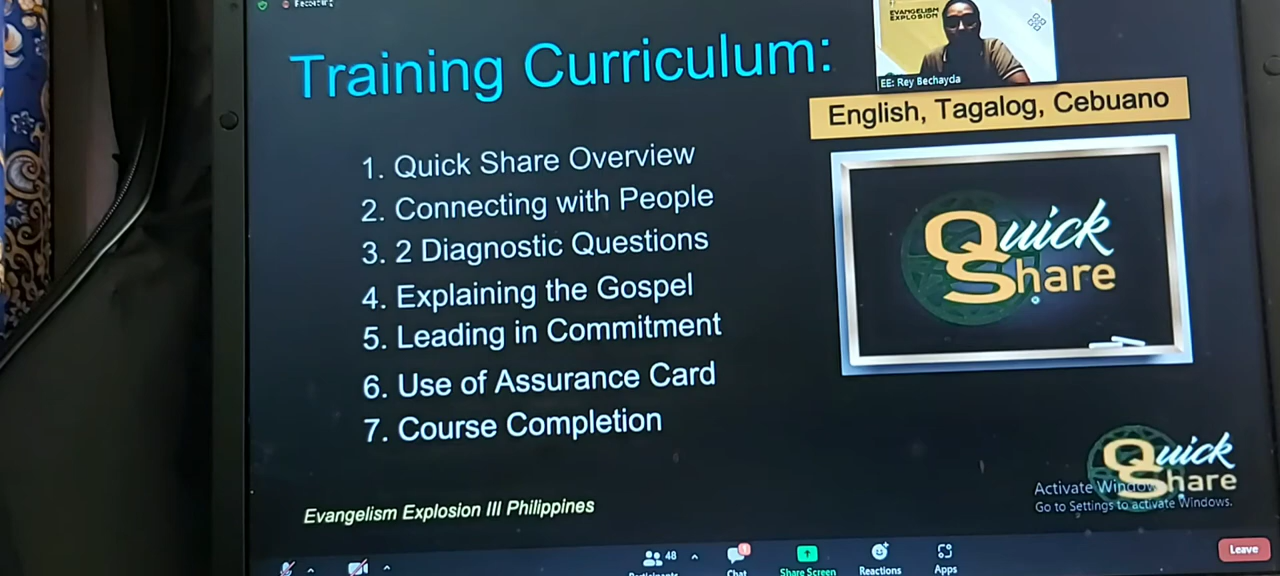 Recording
EVANGELISM
EXPLOSION
EE: Rey Bechayda
Training Curriculum:
English, Tagalog, Cebuano
1. Quick Share Overview
2. Connecting with People
3. 2 Diagnostic Questions
4. Explaining the Gospel
5. Leading in Commitment
6. Use of Assurance Card
7. Course Completion
Quick
Share
Evangelism Explosion III Philippines
Quick
Share
Activate Windows
Go to Settings to activate Windows.
48
Participants
1
Chat
Share Screen
Reactions
Apps
Leave